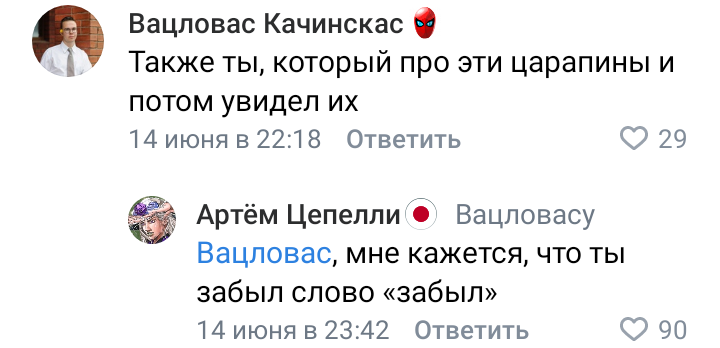 Вацловас Качинскас
Также ты, который про эти царапины и
потом увидел их
14 июня в 22:18 Ответить 29
Артём Цепелли Вацловасу
Вацловас, мне кажется, что ты
забыл слово «забыл»
14 июня в 23:42 Ответить 90